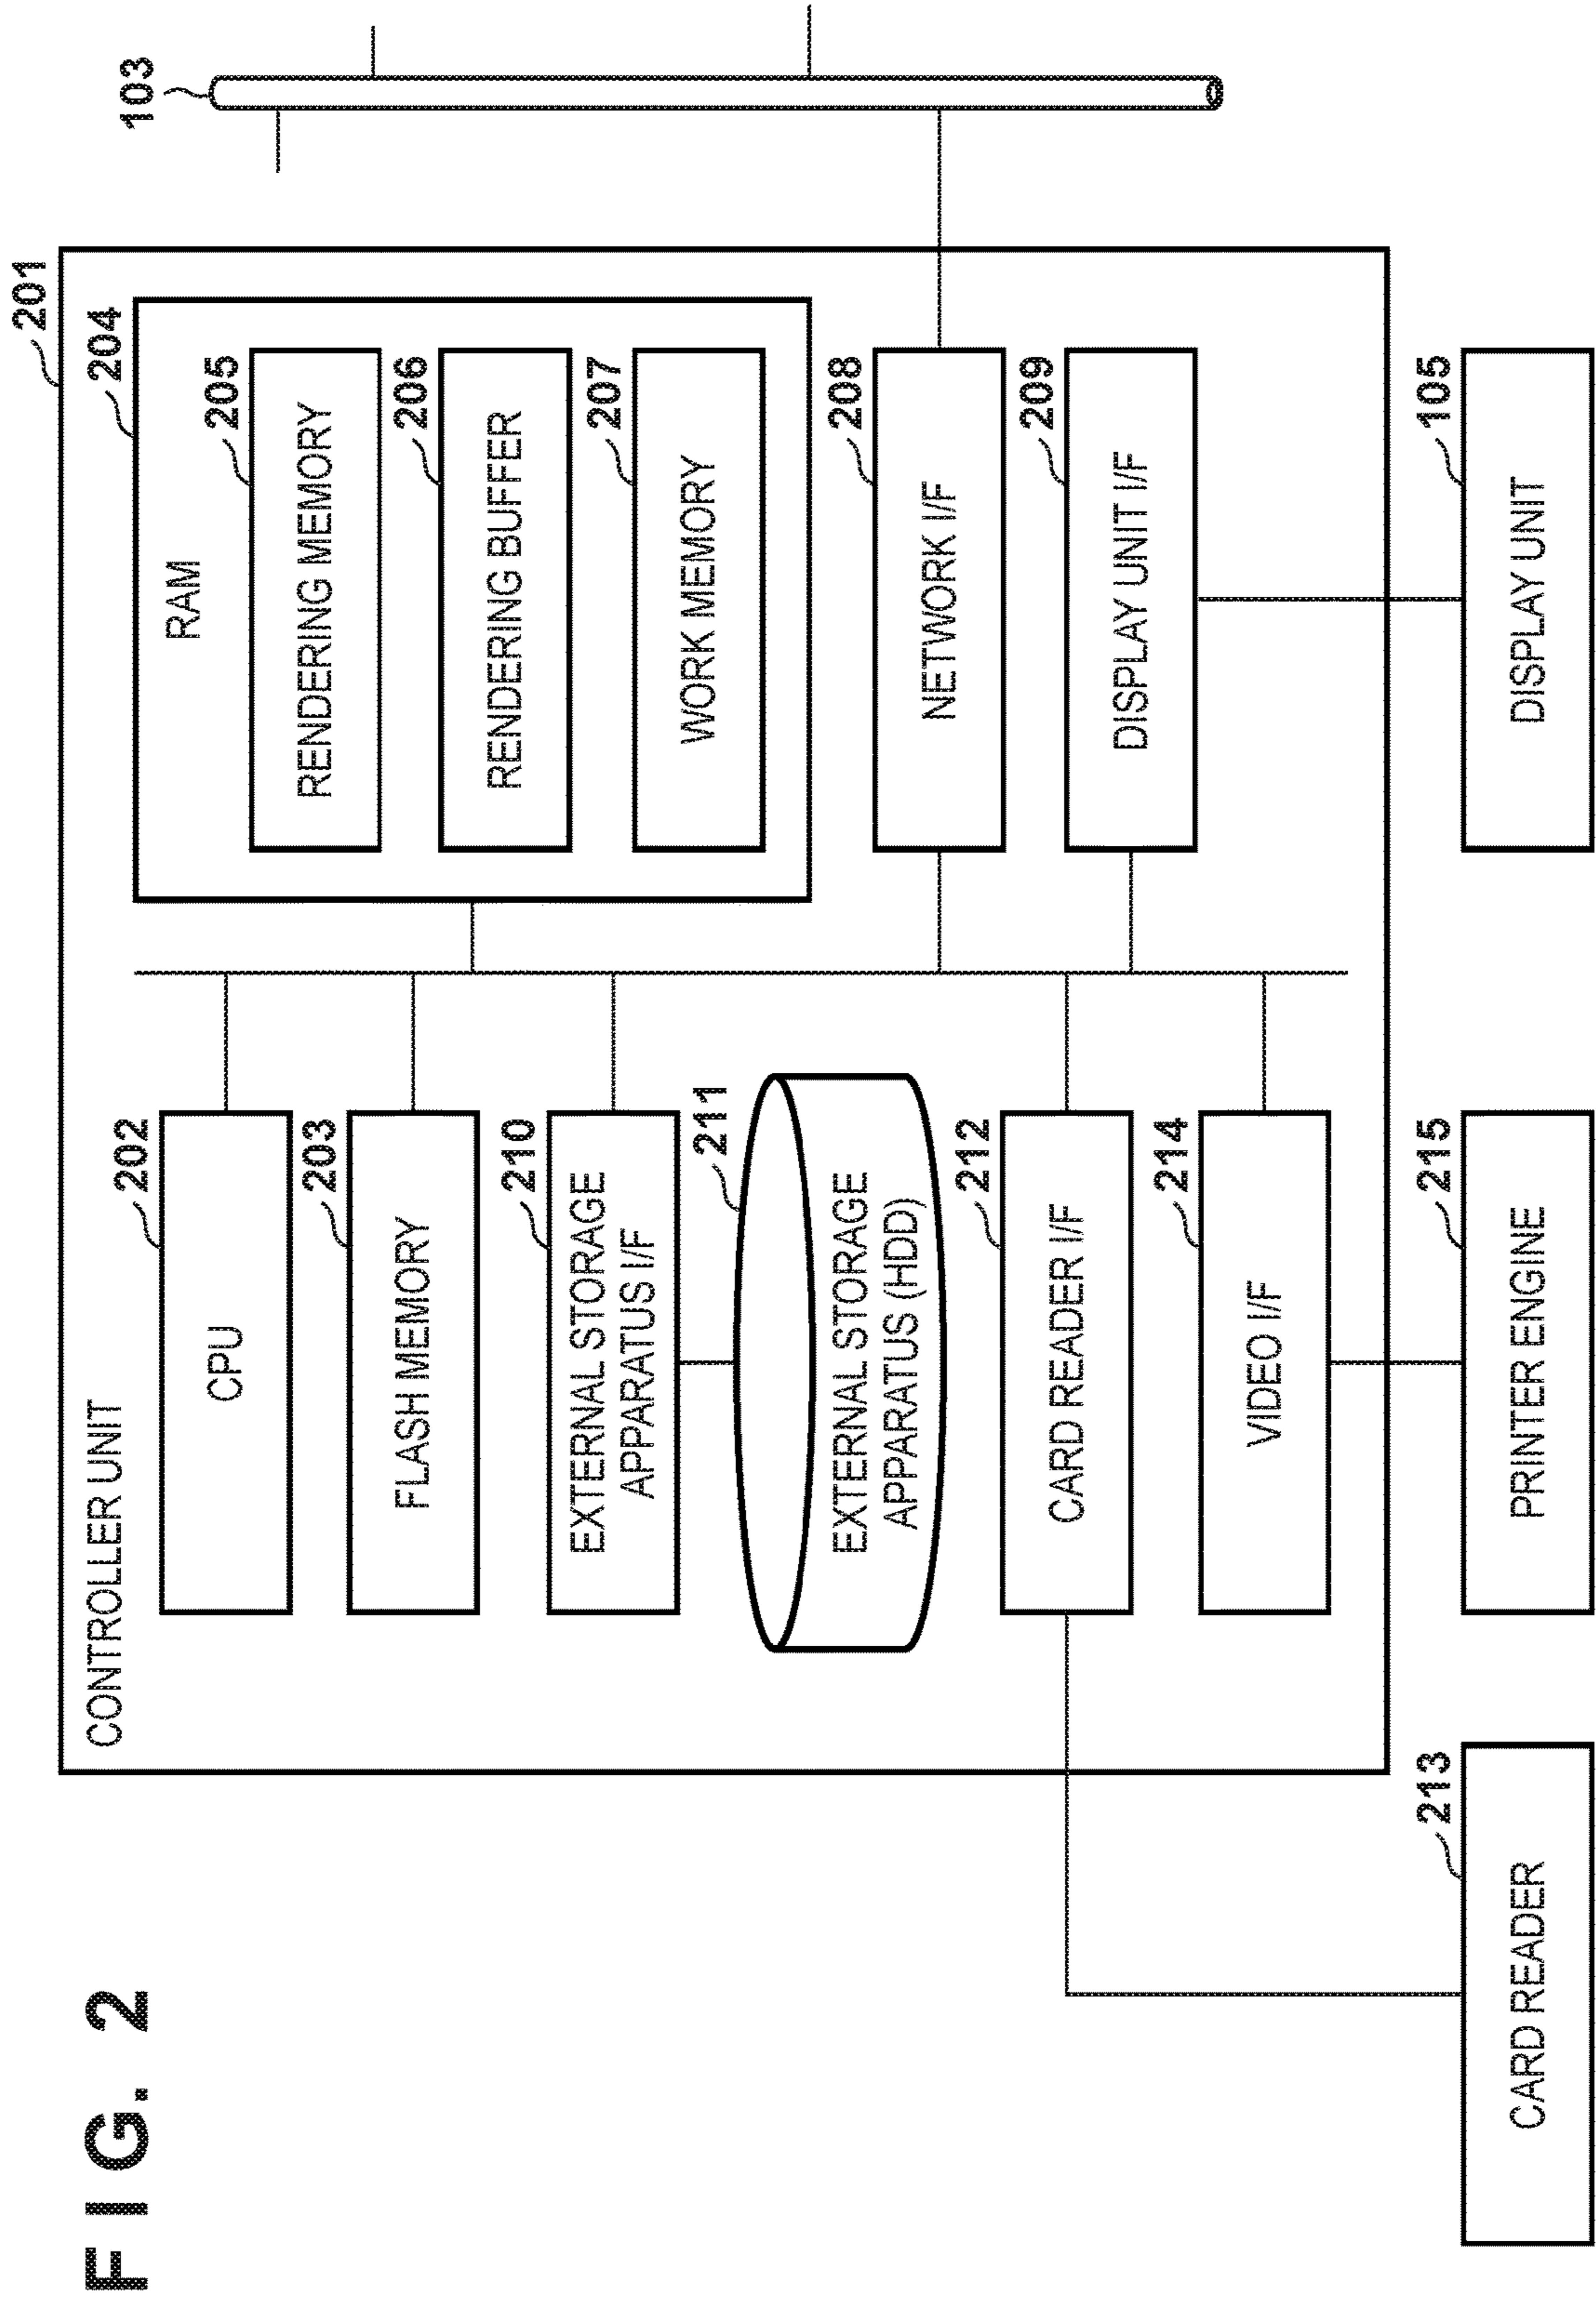 FIG. 2
201
CONTROLLER UNIT
202
CPU
203
FLASH MEMORY
210
EXTERNAL STORAGE
APPARATUS I/F
211
EXTERNAL STORAGE
APPARATUS (HDD)
212
CARD READER I/F
214
VIDEO I/F
204
RAM
205
RENDERING MEMORY
206
RENDERING BUFFER
207
WORK MEMORY
208
NETWORK I/F
209
DISPLAY UNIT I/F
103
213
CARD READER
215
PRINTER ENGINE
105
DISPLAY UNIT